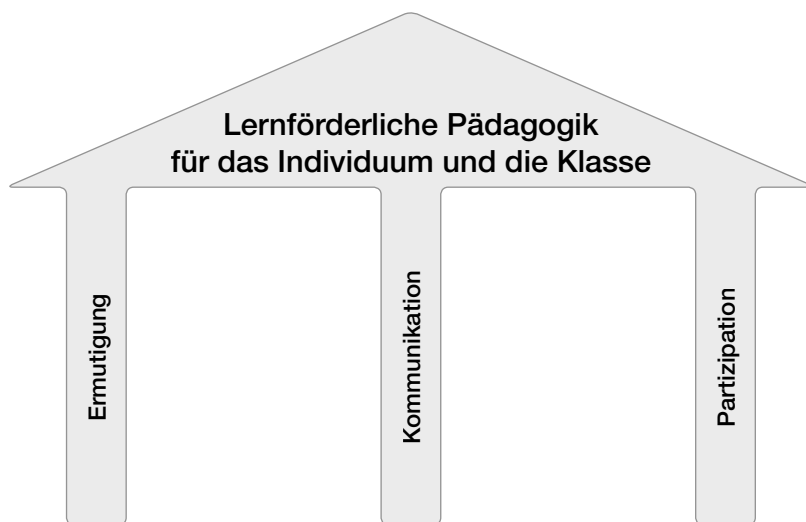 Lernförderliche Pädagogik
für das Individuum und die Klasse
Ermutigung
Kommunikation
Partizipation